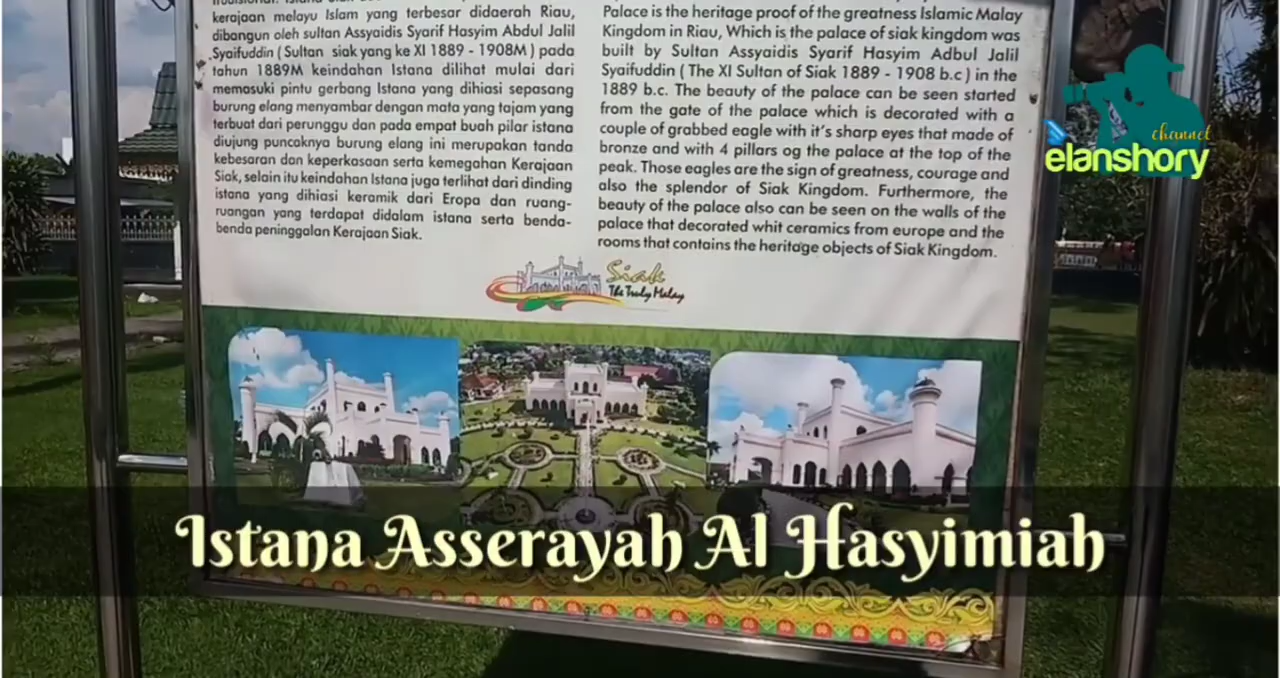 kerajaan melayu Islam yang terbesar didaerah Riau,
dibangun oleh sultan Assyaidis Syarif Hasyim Abdul Jalil
Syaifuddin ( Sultan siak yang ke XI 1889 - 1908M ) pada
tahun 1889M keindahan Istana dilihat mulai dari
memasuki pintu gerbang Istana yang dihiasi sepasang
burung elang menyambar dengan mata yang tajam yang
terbuat dari perunggu dan pada empat buah pilar istana
diujung puncaknya burung elang ini merupakan tanda
kebesaran dan keperkasaan serta kemegahan Kerajaan
Siak, selain itu keindahan Istana juga terlihat dari dinding
istana yang dihiasi keramik dari Eropa dan ruang-
ruangan yang terdapat didalam istana serta benda-
benda peninggalan Kerajaan Siak.
Palace is the heritage proof of the greatness Islamic Malay
Kingdom in Riau, Which is the palace of siak kingdom was
built by Sultan Assyaidis Syarif Hasyim Adbul Jalil
Syaifuddin ( The XI Sultan of Siak 1889 - 1908 b.c ) in the
1889 b.c. The beauty of the palace can be seen started
from the gate of the palace which is decorated with a
couple of grabbed eagle with it's sharp eyes that made of
bronze and with 4 pillars og the palace at the top of the
peak. Those eagles are the sign of greatness, courage and
also the splendor of Siak Kingdom. Furthermore, the
beauty of the palace also can be seen on the walls of the
palace that decorated whit ceramics from europe and the
rooms that contains the heritage objects of Siak Kingdom.
Siak
The Truly Malay
channel
elanshory
Istana Asserayah Al Hasyimiah